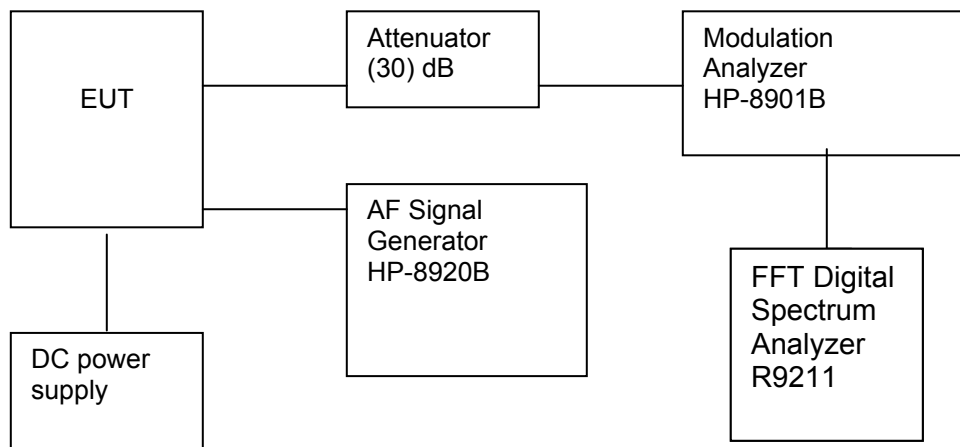 EUT
Attenuator
(30) dB
Modulation
Analyzer
HP-8901B
AF Signal
Generator
HP-8920B
FFT Digital
Spectrum
Analyzer
R9211
DC power
supply